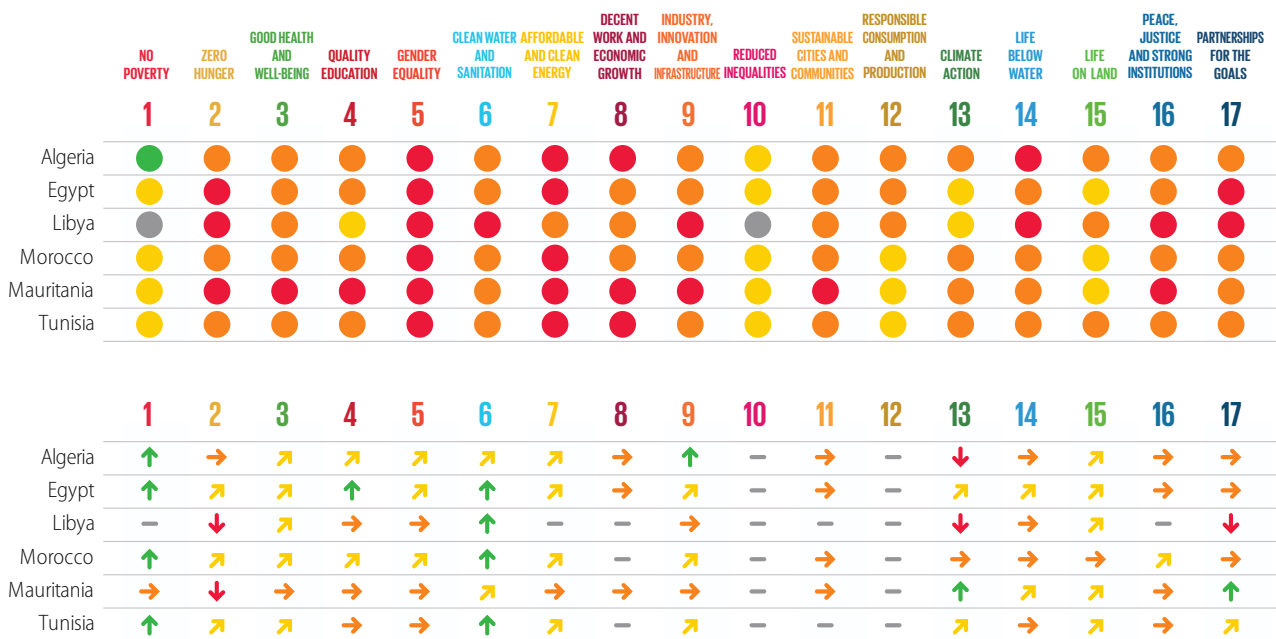 NO
POVERTY
ZERO
HUNGER
GOOD HEALTH
AND
WELL-BEING
QUALITY
EDUCATION
GENDER
EQUALITY
CLEAN WATER
AND
SANITATION
AFFORDABLE
AND CLEAN
ENERGY
DECENT
WORK AND
ECONOMIC
GROWTH
INDUSTRY,
INNOVATION
AND
INFRASTRUCTURE
REDUCED
INEQUALITIES
SUSTAINABLE
CITIES AND
COMMUNITIES
RESPONSIBLE
CONSUMPTION
AND
PRODUCTION
CLIMATE
ACTION
LIFE
BELOW
WATER
LIFE
ON LAND
PEACE,
JUSTICE
AND STRONG
INSTITUTIONS
PARTNERSHIPS
FOR THE
GOALS
1 2 3 4 5 6 7 8 9 10 11 12 13 14 15 16 17
Algeria
Egypt
Libya
Morocco
Mauritania
Tunisia
1 2 3 4 5 6 7 8 9 10 11 12 13 14 15 16 17
Algeria
Egypt
Libya
Morocco
Mauritania
Tunisia